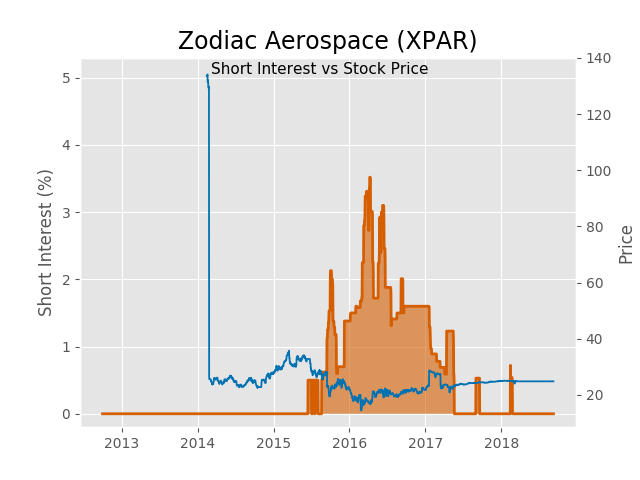 Zodiac Aerospace (XPAR)
Short Interest vs Stock Price
Short Interest (%)
5
4
3
2
1
0
2013 2014 2015 2016 2017 2018
140
120
100
80
60
40
20
Price